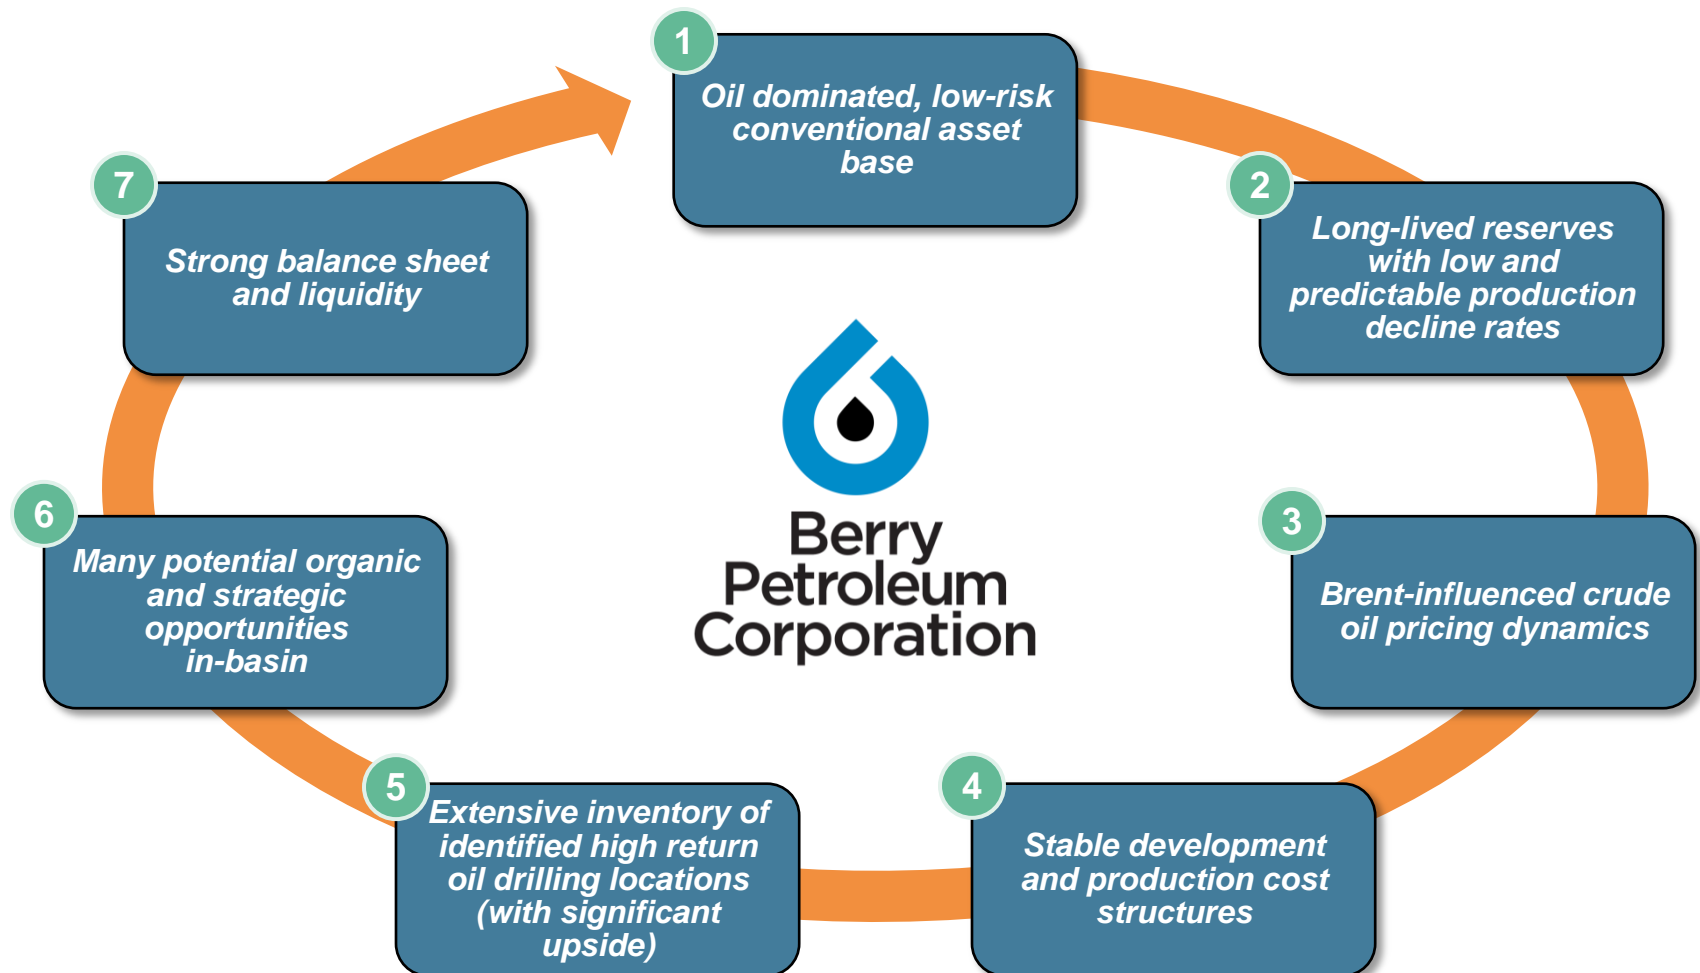 1
Oil dominated, low-risk
conventional asset
base
2
Long-lived reserves
with low and
predictable production
decline rates
3
Brent-influenced crude
oil pricing dynamics
4
Stable development
and production cost
structures
5
Extensive inventory of
identified high return
oil drilling locations
(with significant
upside)
6
Many potential organic
and strategic
opportunities
in-basin
7
Strong balance sheet
and liquidity
Berry
Petroleum
Corporation